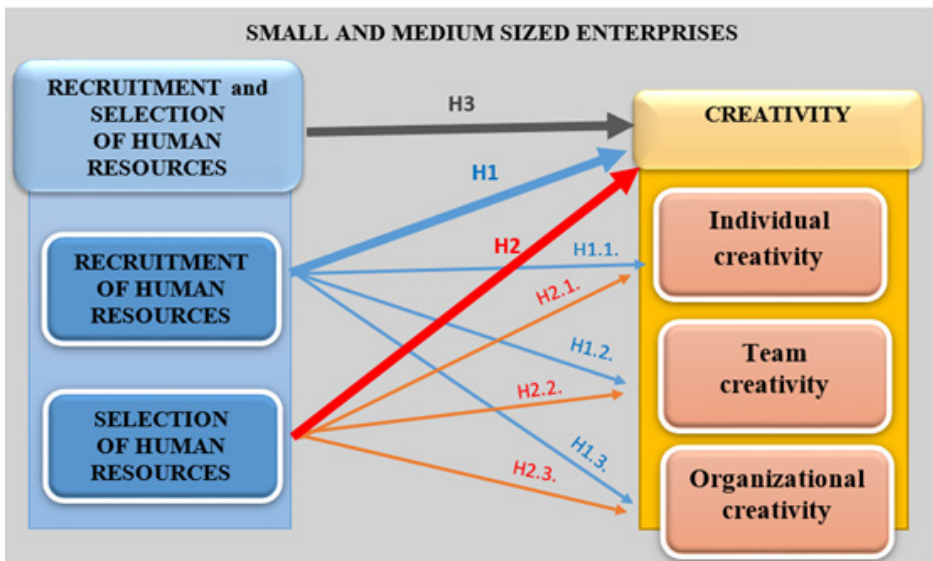 SMALL AND MEDIUM SIZED ENTERPRISES
RECRUITMENT and
SELECTION
OF HUMAN
RESOURCES
H3
CREATIVITY
H1
RECRUITMENT
OF HUMAN
RESOURCES
H2
H1.1.
H2.1.
Individual
creativity
H1.2.
Team
creativity
SELECTION
OF HUMAN
RESOURCES
H2.2.
H1.3.
H2.3.
Organizational
creativity